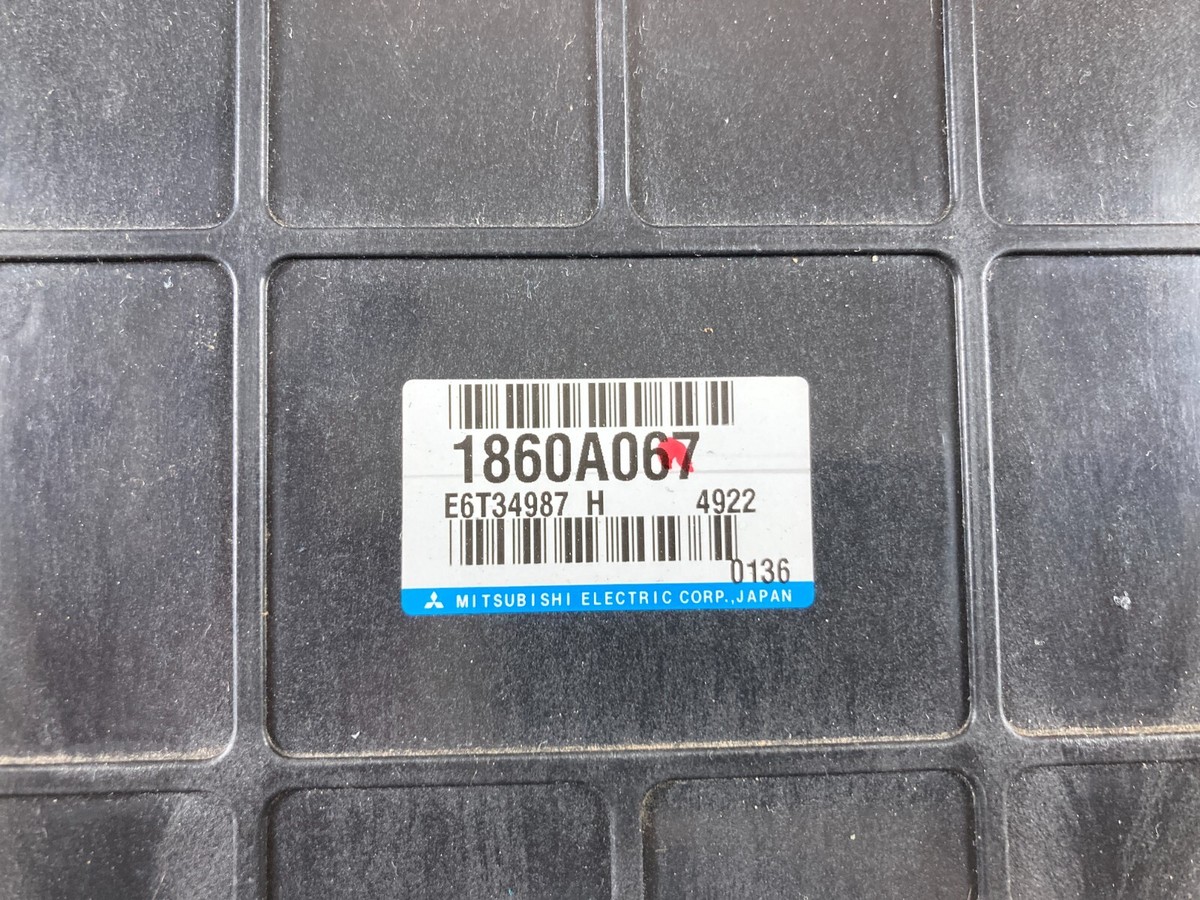 1860A067
E6T34987 H 4922
0136
MITSUBISHI ELECTRIC CORP.,JAPAN